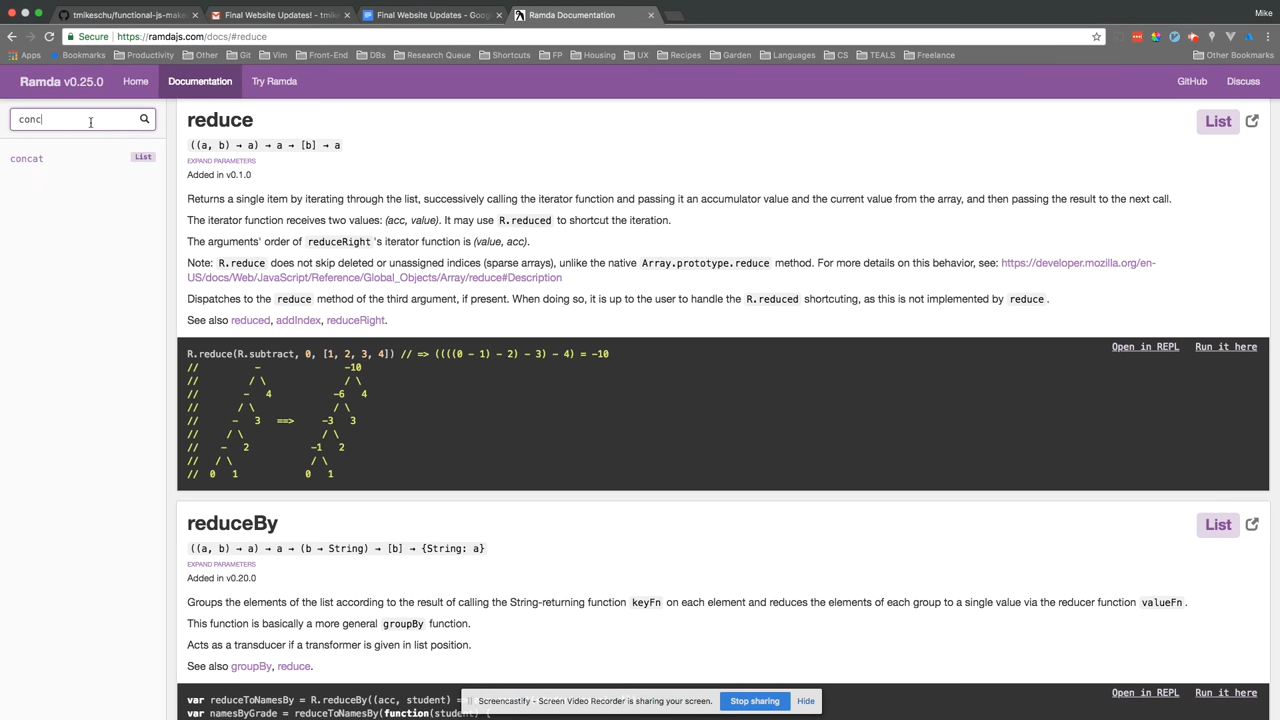 tmikeschu/functional-js-make
Final Website Updates! - tmike
Final Website Updates - Goog
Ramda Documentation
Mike
Secure
https://ramdajs.com/docs/#reduce
Apps
Bookmarks
Productivity
Other
Git
Vim
Front-End
DBs
Research Queue
Shortcuts
FP
Housing
UX
Recipes
Garden
Languages
CS
TEALS
Freelance
Other Bookmarks
Ramda v0.25.0
Home
Documentation
Try Ramda
GitHub
Discuss
conc
concat
List
reduce
List
((a, b) → a) → a → [b] → a
EXPAND PARAMETERS
Added in v0.1.0
Returns a single item by iterating through the list, successively calling the iterator function and passing it an accumulator value and the current value from the array, and then passing the result to the next call.
The iterator function receives two values: (acc, value). It may use R.reduced to shortcut the iteration.
The arguments' order of reduceRight's iterator function is (value, acc).
Note: R.reduce does not skip deleted or unassigned indices (sparse arrays), unlike the native Array.prototype.reduce method. For more details on this behavior, see: https://developer.mozilla.org/en-
US/docs/Web/JavaScript/Reference/Global_Objects/Array/reduce#Description
Dispatches to the reduce method of the third argument, if present. When doing so, it is up to the user to handle the R.reduced shortcuting, as this is not implemented by reduce.
See also reduced, addIndex, reduceRight.
Open in REPL
Run it here
R.reduce(R.subtract, 0, [1, 2, 3, 4]) // => ((((0 - 1) - 2) - 3) - 4) = -10
//          -               -10
//         / \              / \
//        -   4           -6   4
//       / \              / \
//      -   3   ==>     -3   3
//     / \              / \
//    -   2           -1   2
//   / \              / \
//  0   1            0   1
reduceBy
List
((a, b) → a) → a → (b → String) → [b] → {String: a}
EXPAND PARAMETERS
Added in v0.20.0
Groups the elements of the list according to the result of calling the String-returning function keyFn on each element and reduces the elements of each group to a single value via the reducer function valueFn.
This function is basically a more general groupBy function.
Acts as a transducer if a transformer is given in list position.
See also groupBy, reduce.
Open in REPL
Run it here
var reduceToNamesBy = R.reduceBy((acc, student) =
var namesByGrade = reduceToNamesBy(function(student) {
Screencastify - Screen Video Recorder is sharing your screen.
Stop sharing
Hide